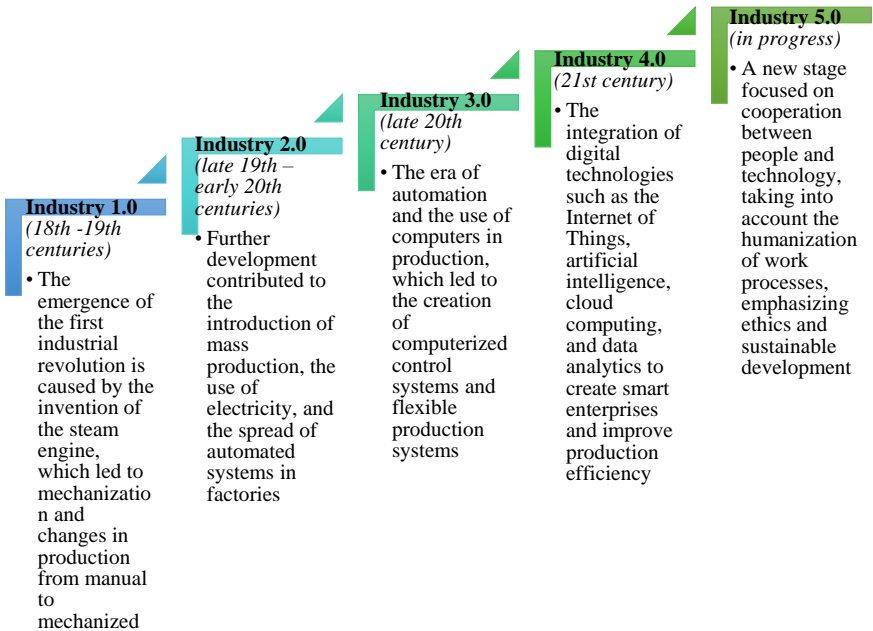 Industry 1.0
(18th -19th
centuries)
• The
emergence of
the first
industrial
revolution is
caused by the
invention of
the steam
engine,
which led to
mechanizatio
n and
changes in
production
from manual
to
mechanized
Industry 2.0
(late 19th –
early 20th
centuries)
• Further
development
contributed to
the
introduction of
mass
production, the
use of
electricity, and
the spread of
automated
systems in
factories
Industry 3.0
(late 20th
century)
• The era of
automation
and the use of
computers in
production,
which led to
the creation
of
computerized
control
systems and
flexible
production
systems
Industry 4.0
(21st century)
• The
integration of
digital
technologies
such as the
Internet of
Things,
artificial
intelligence,
cloud
computing,
and data
analytics to
create smart
enterprises
and improve
production
efficiency
Industry 5.0
(in progress)
• A new stage
focused on
cooperation
between
people and
technology,
taking into
account the
humanization
of work
processes,
emphasizing
ethics and
sustainable
development